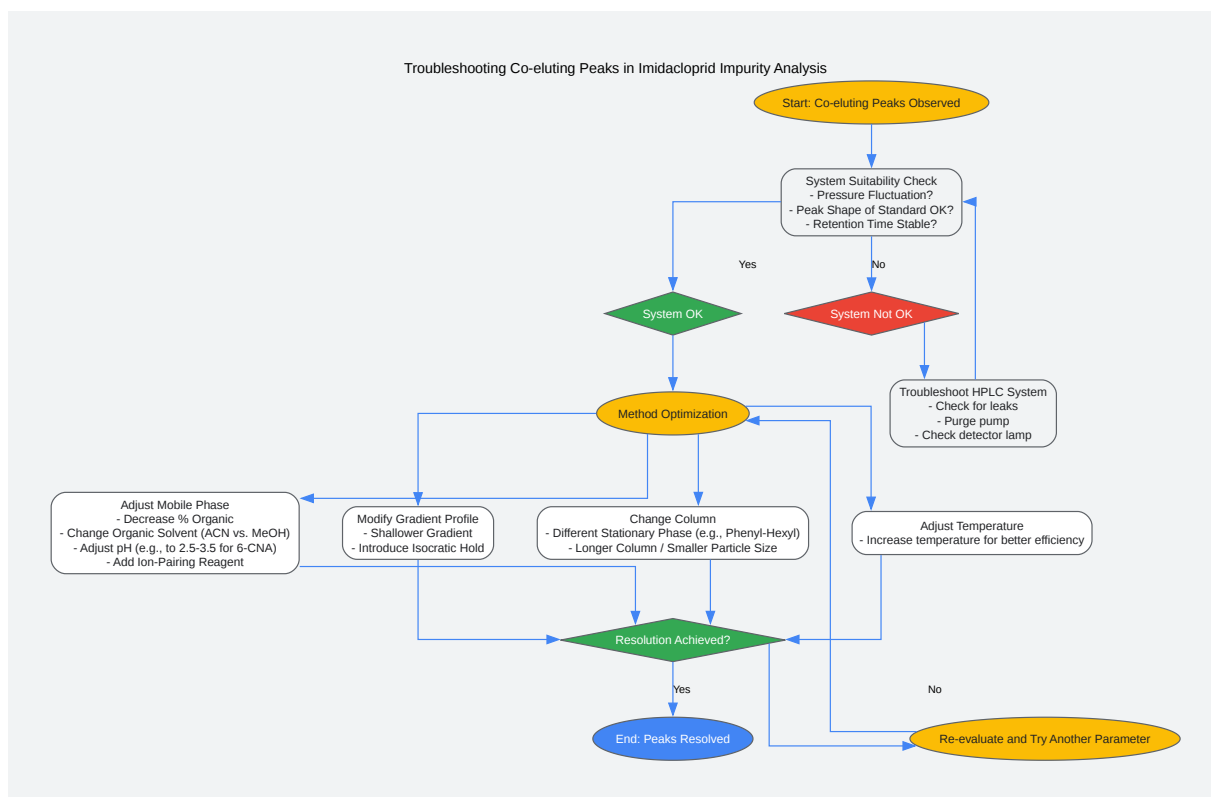 Troubleshooting Co-eluting Peaks in Imidacloprid Impurity Analysis
Start: Co-eluting Peaks Observed
System Suitability Check
- Pressure Fluctuation?
- Peak Shape of Standard OK?
- Retention Time Stable?
Yes
No
System OK
System Not OK
Troubleshoot HPLC System
- Check for leaks
- Purge pump
- Check detector lamp
Method Optimization
Adjust Mobile Phase
- Decrease % Organic
- Change Organic Solvent (ACN vs. MeOH)
- Adjust pH (e.g., to 2.5-3.5 for 6-CNA)
- Add Ion-Pairing Reagent
Modify Gradient Profile
- Shallower Gradient
- Introduce Isocratic Hold
Change Column
- Different Stationary Phase (e.g., Phenyl-Hexyl)
- Longer Column / Smaller Particle Size
Adjust Temperature
- Increase temperature for better efficiency
Resolution Achieved?
Yes
No
End: Peaks Resolved
Re-evaluate and Try Another Parameter